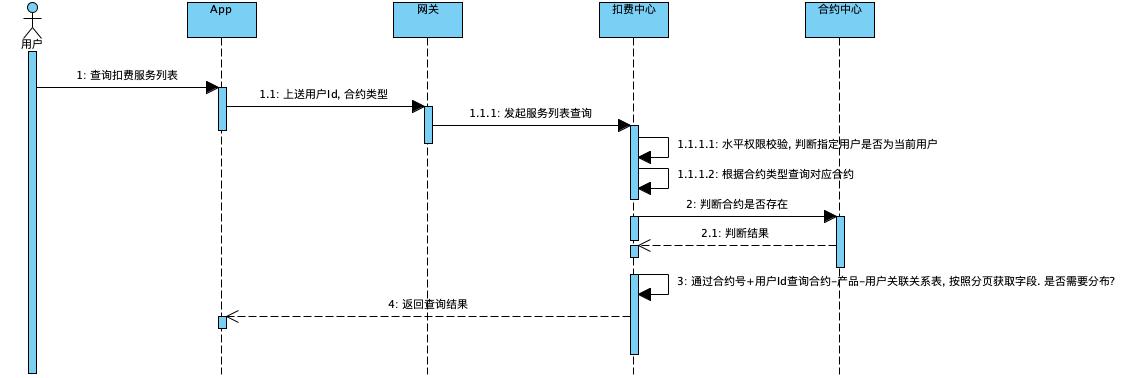 用户
App
网关
扣费中心
合约中心
1: 查询扣费服务列表
1.1: 上送用户Id, 合约类型
1.1.1: 发起服务列表查询
1.1.1.1: 水平权限校验, 判断指定用户是否为当前用户
1.1.1.2: 根据合约类型查询对应合约
2: 判断合约是否存在
2.1: 判断结果
3: 通过合约号+用户Id查询合约-产品-用户关联关系表, 按照分页获取字段. 是否需要分布?
4: 返回查询结果